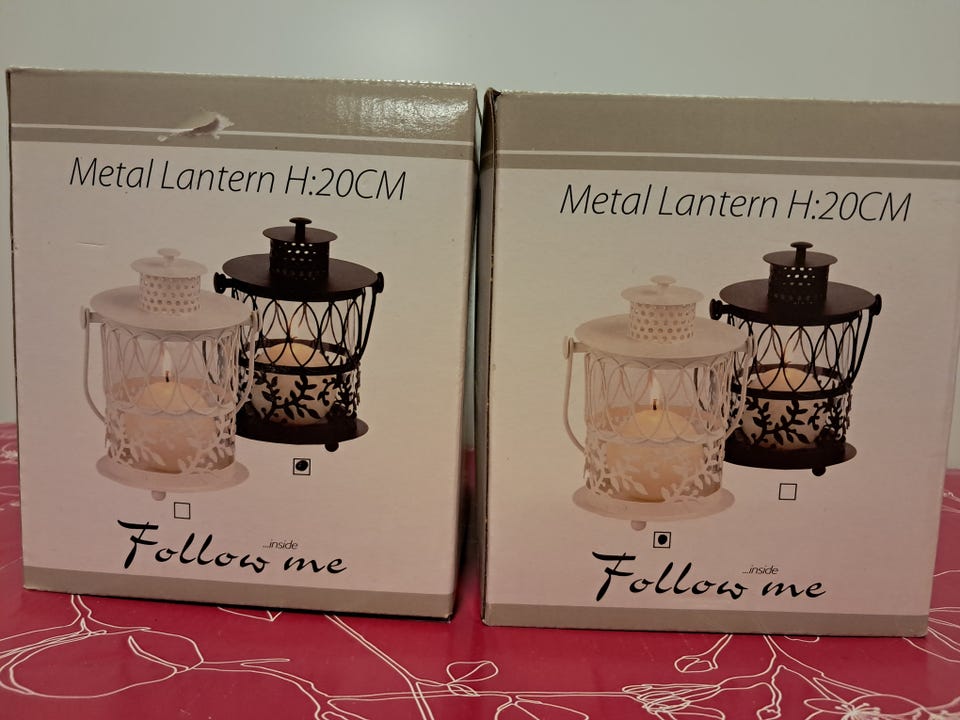 Metal Lantern H:20CM
...inside
Follow me
Metal Lantern H:20CM
...inside
Follow me